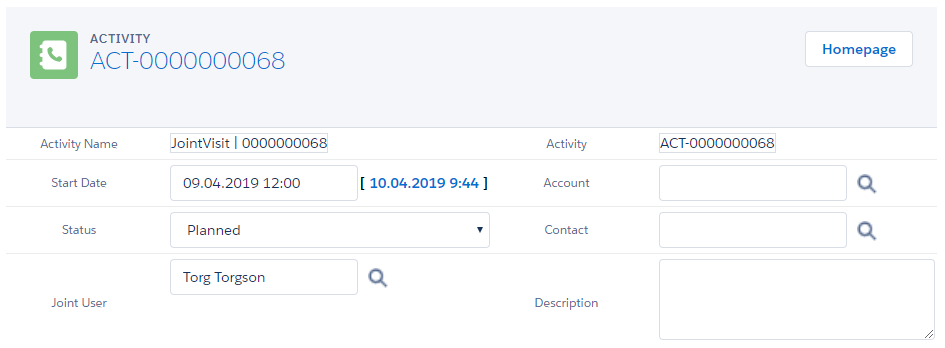 ACTIVITY
ACT-0000000068
Homepage
Activity Name JointVisit | 0000000068 Activity ACT-0000000068
Start Date 09.04.2019 12:00 [ 10.04.2019 9:44 ] Account
Status Planned Contact
Torg Torgson
Joint User Description